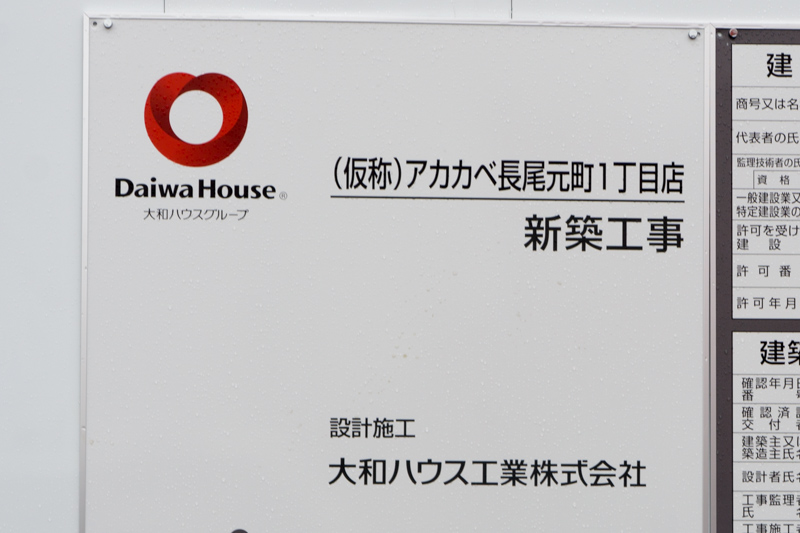 DaiwaHouse®
大和ハウスグループ
(仮称)アカカベ長尾元町1丁目店
新築工事
設計施工
大和ハウス工業株式会社
建
商号又は名
代表者の氏
監理技術者の氏
資格
一般建設業又
特定建設業の
許可を受け
建設
許可番
許可年月
建築
確認年月日
番号
確認済証
交付者
建築主又は
築造主氏名
設計者氏名
工事監理者
氏名
工事施工者